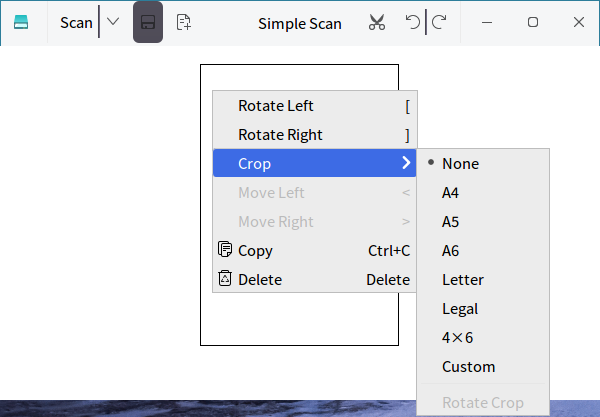 Scan
Simple Scan
Rotate Left [
Rotate Right ]
Crop
Move Left <
Move Right >
Copy Ctrl+C
Delete Delete
None
A4
A5
A6
Letter
Legal
4×6
Custom
Rotate Crop